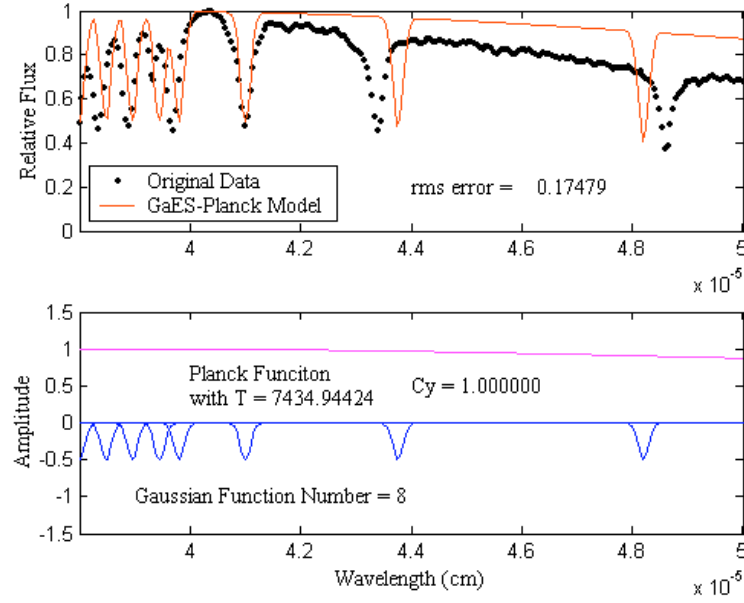 1
0.8
0.6
0.4
0.2
0
Relative Flux
Original Data
GaES-Planck Model
rms error = 0.17479
4 4.2 4.4 4.6 4.8 5
x 10-5
1.5
1
0.5
0
-0.5
-1
-1.5
Amplitude
Planck Funciton
with T = 7434.94424
Cy = 1.000000
Gaussian Function Number = 8
4 4.2 4.4 4.6 4.8 5
Wavelength (cm)
x 10-5